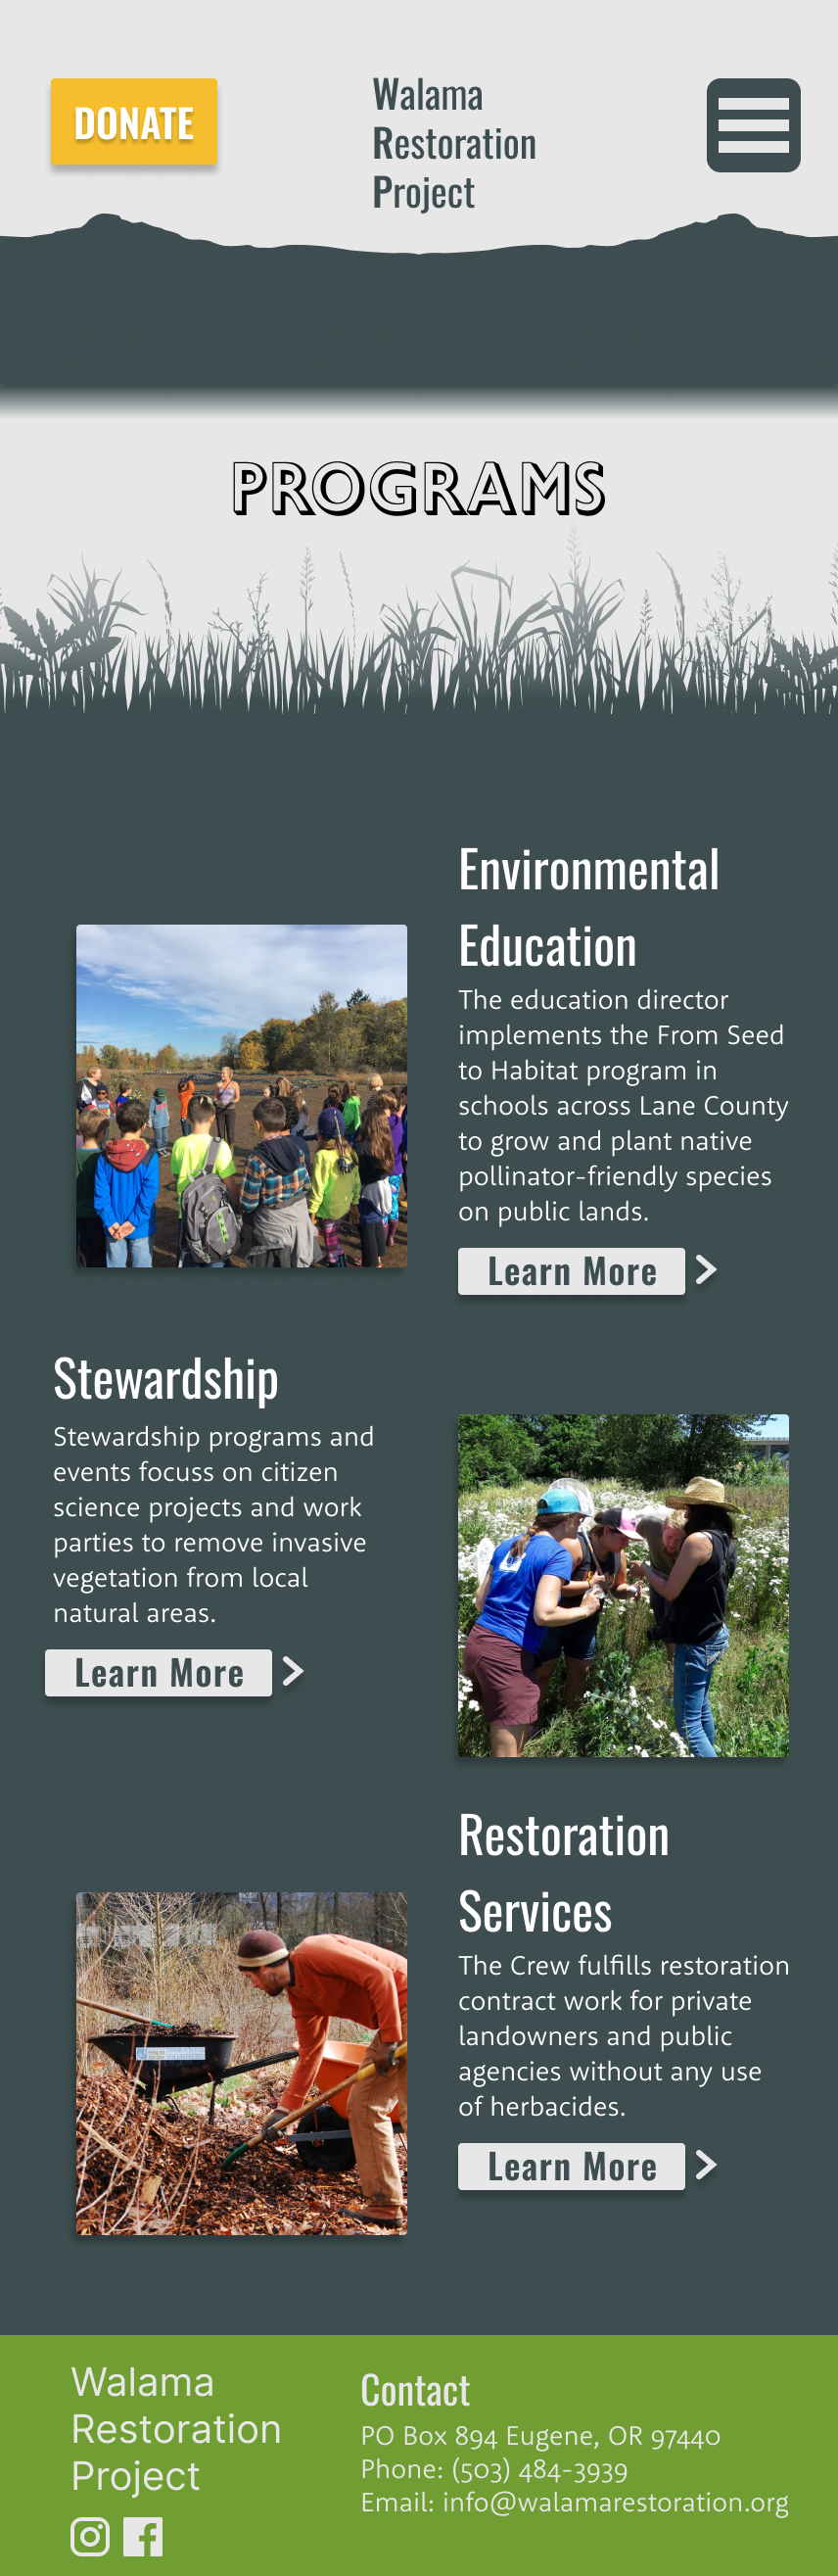 DONATE
Walama
Restoration
Project
PROGRAMS
Environmental
Education
The education director
implements the From Seed
to Habitat program in
schools across Lane County
to grow and plant native
pollinator-friendly species
on public lands.
Learn More
Stewardship
Stewardship programs and
events focuss on citizen
science projects and work
parties to remove invasive
vegetation from local
natural areas.
Learn More
Restoration
Services
The Crew fulfills restoration
contract work for private
landowners and public
agencies without any use
of herbacides.
Learn More
Walama
Restoration
Project
Contact
PO Box 894 Eugene, OR 97440
Phone: (503) 484-3939
Email: info@walamarestoration.org